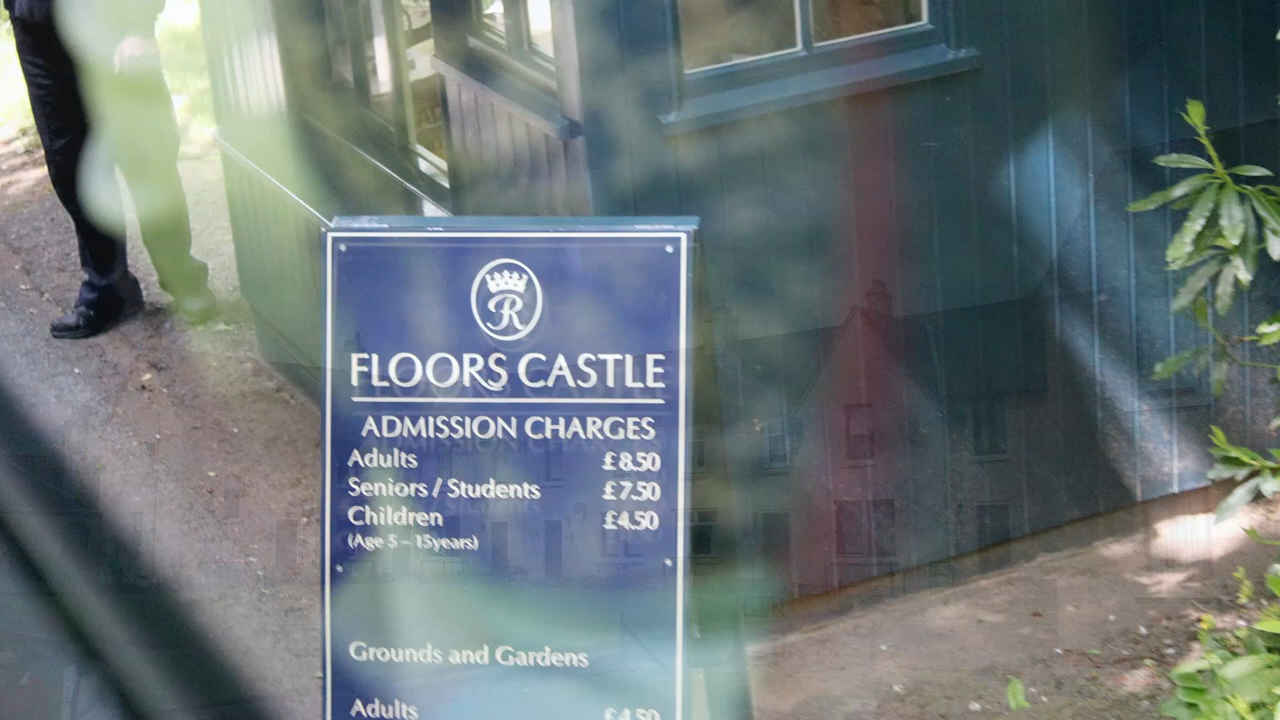 R
FLOORS CASTLE
ADMISSION CHARGES
Adults £8.50
Seniors / Students £7.50
Children £4.50
(Age 5 – 15years)
Grounds and Gardens
Adults £4.50